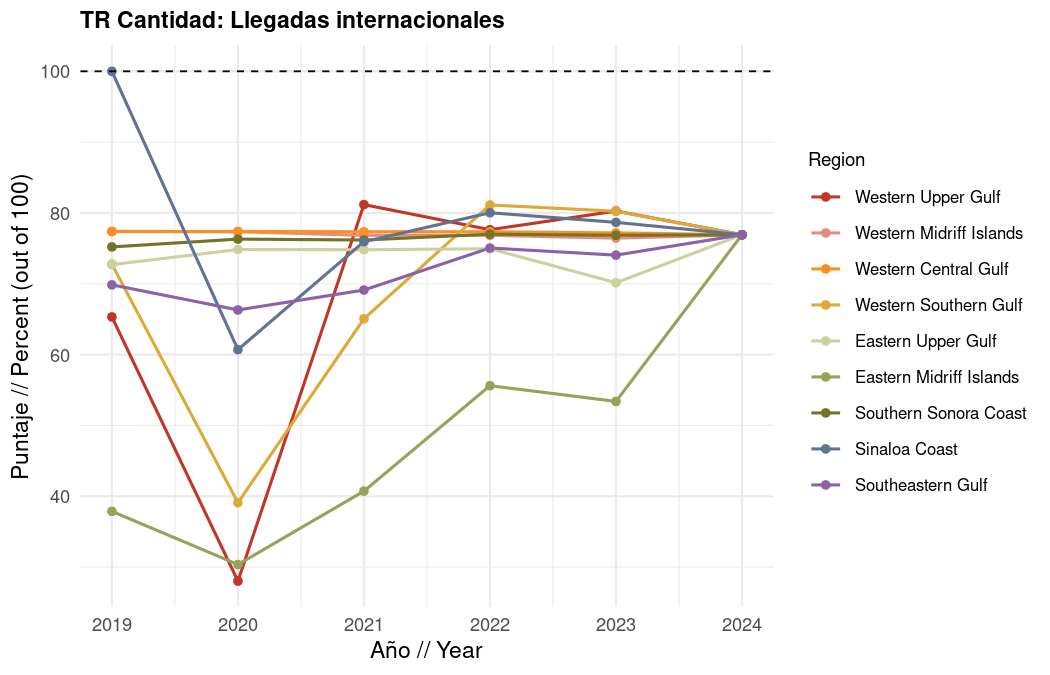 TR Cantidad: Llegadas internacionales
Puntaje // Percent (out of 100)
100
80
60
40
2019
2020
2021
2022
2023
2024
Año // Year
Region
Western Upper Gulf
Western Midriff Islands
Western Central Gulf
Western Southern Gulf
Eastern Upper Gulf
Eastern Midriff Islands
Southern Sonora Coast
Sinaloa Coast
Southeastern Gulf